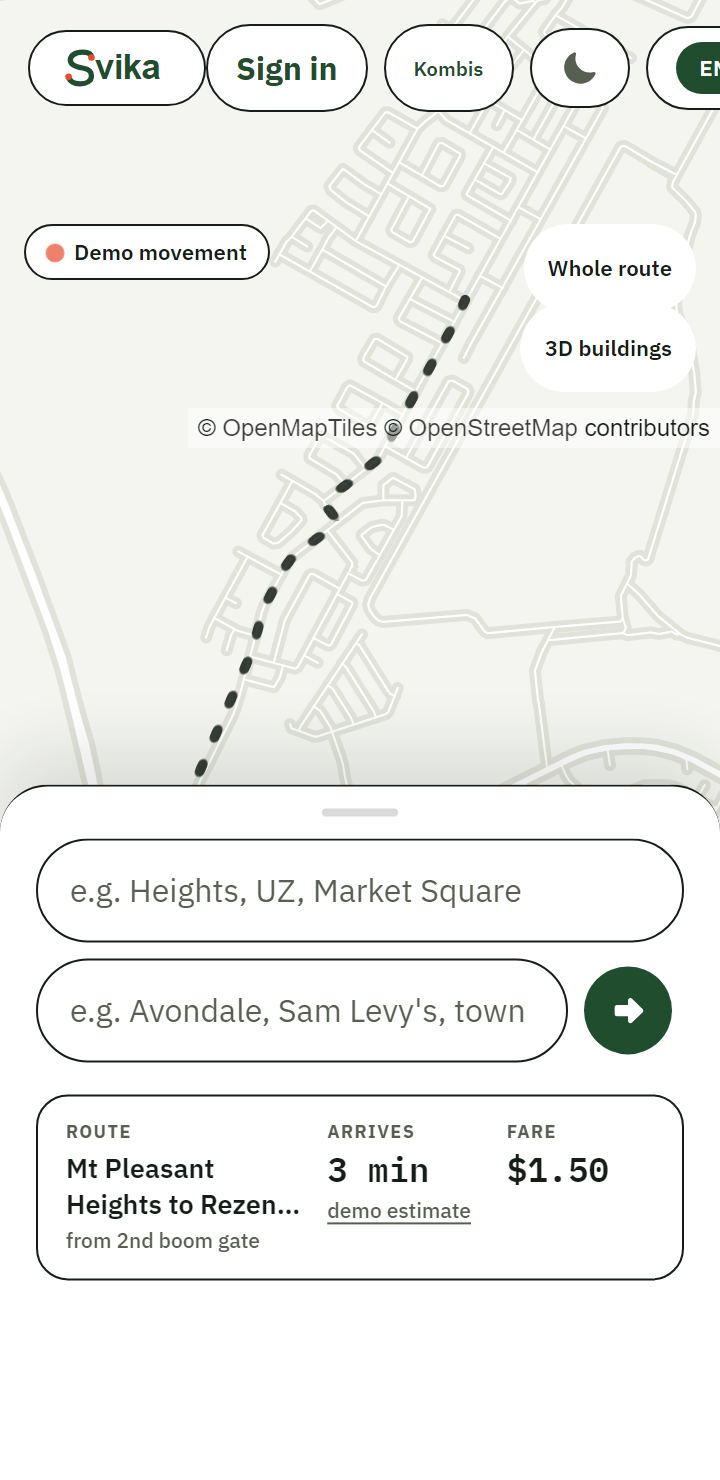 Svika
Sign in
Kombis
Demo movement
Whole route
3D buildings
© OpenMapTiles © OpenStreetMap contributors
e.g. Heights, UZ, Market Square
e.g. Avondale, Sam Levy's, town
ROUTE
ARRIVES
FARE
Mt Pleasant
3 min
$1.50
Heights to Rezen...
demo estimate
from 2nd boom gate